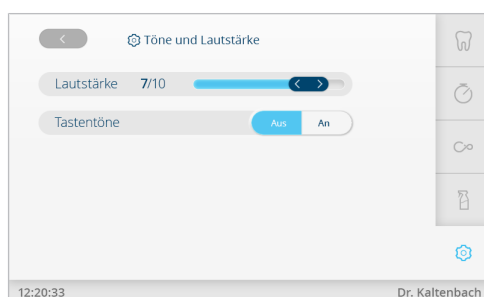 Töne und Lautstärke
Lautstärke 7/10
Tastentöne Aus An
12:20:33 Dr. Kaltenbach